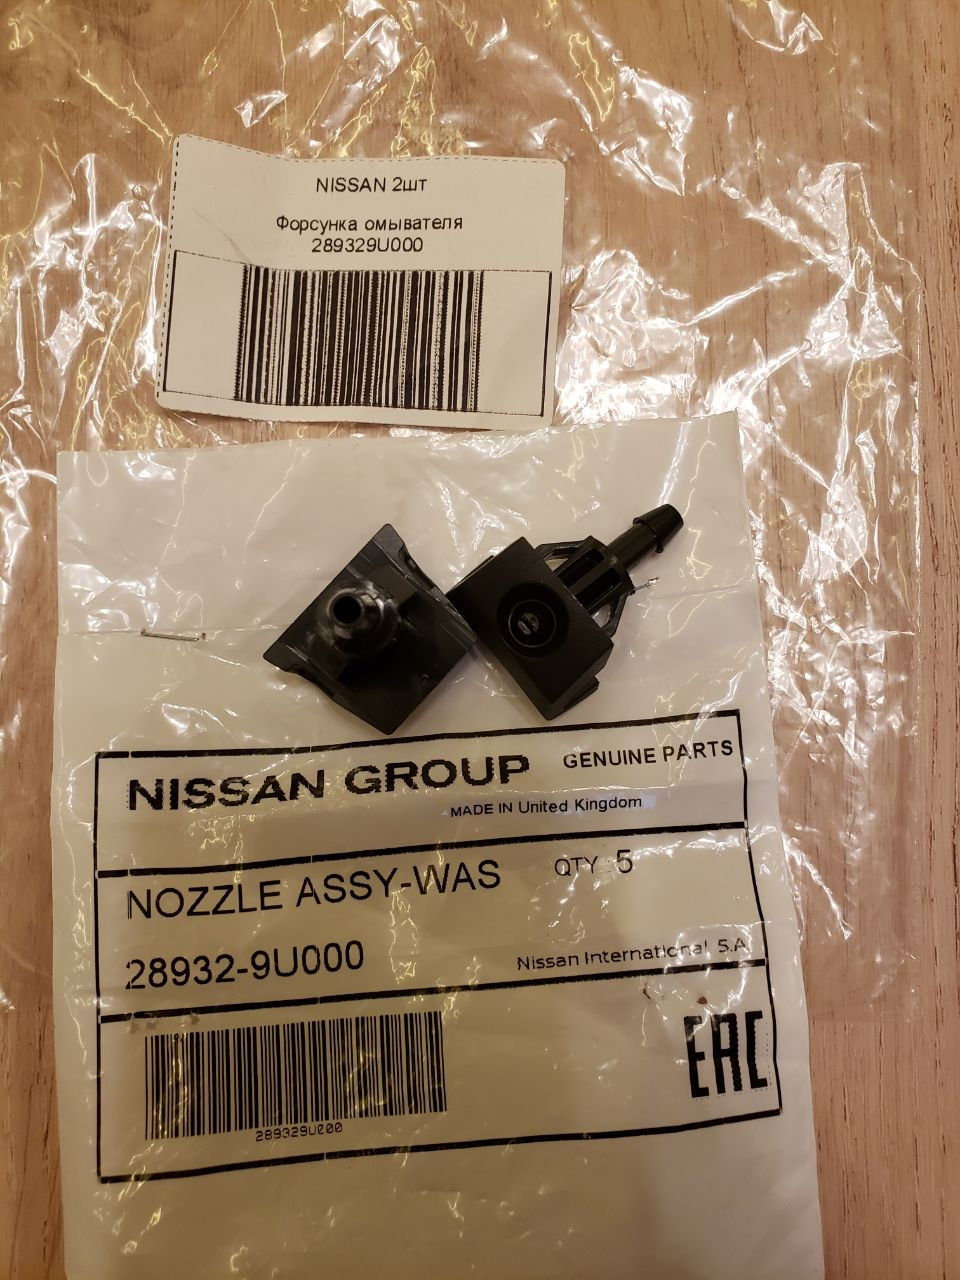 NISSAN 2шт
Форсунка омывателя
289329U000
NISSAN GROUP GENUINE PARTS
MADE IN United Kingdom
NOZZLE ASSY-WAS QTY : 5
28932-9U000 Nissan International S.A
EAC
289329U000